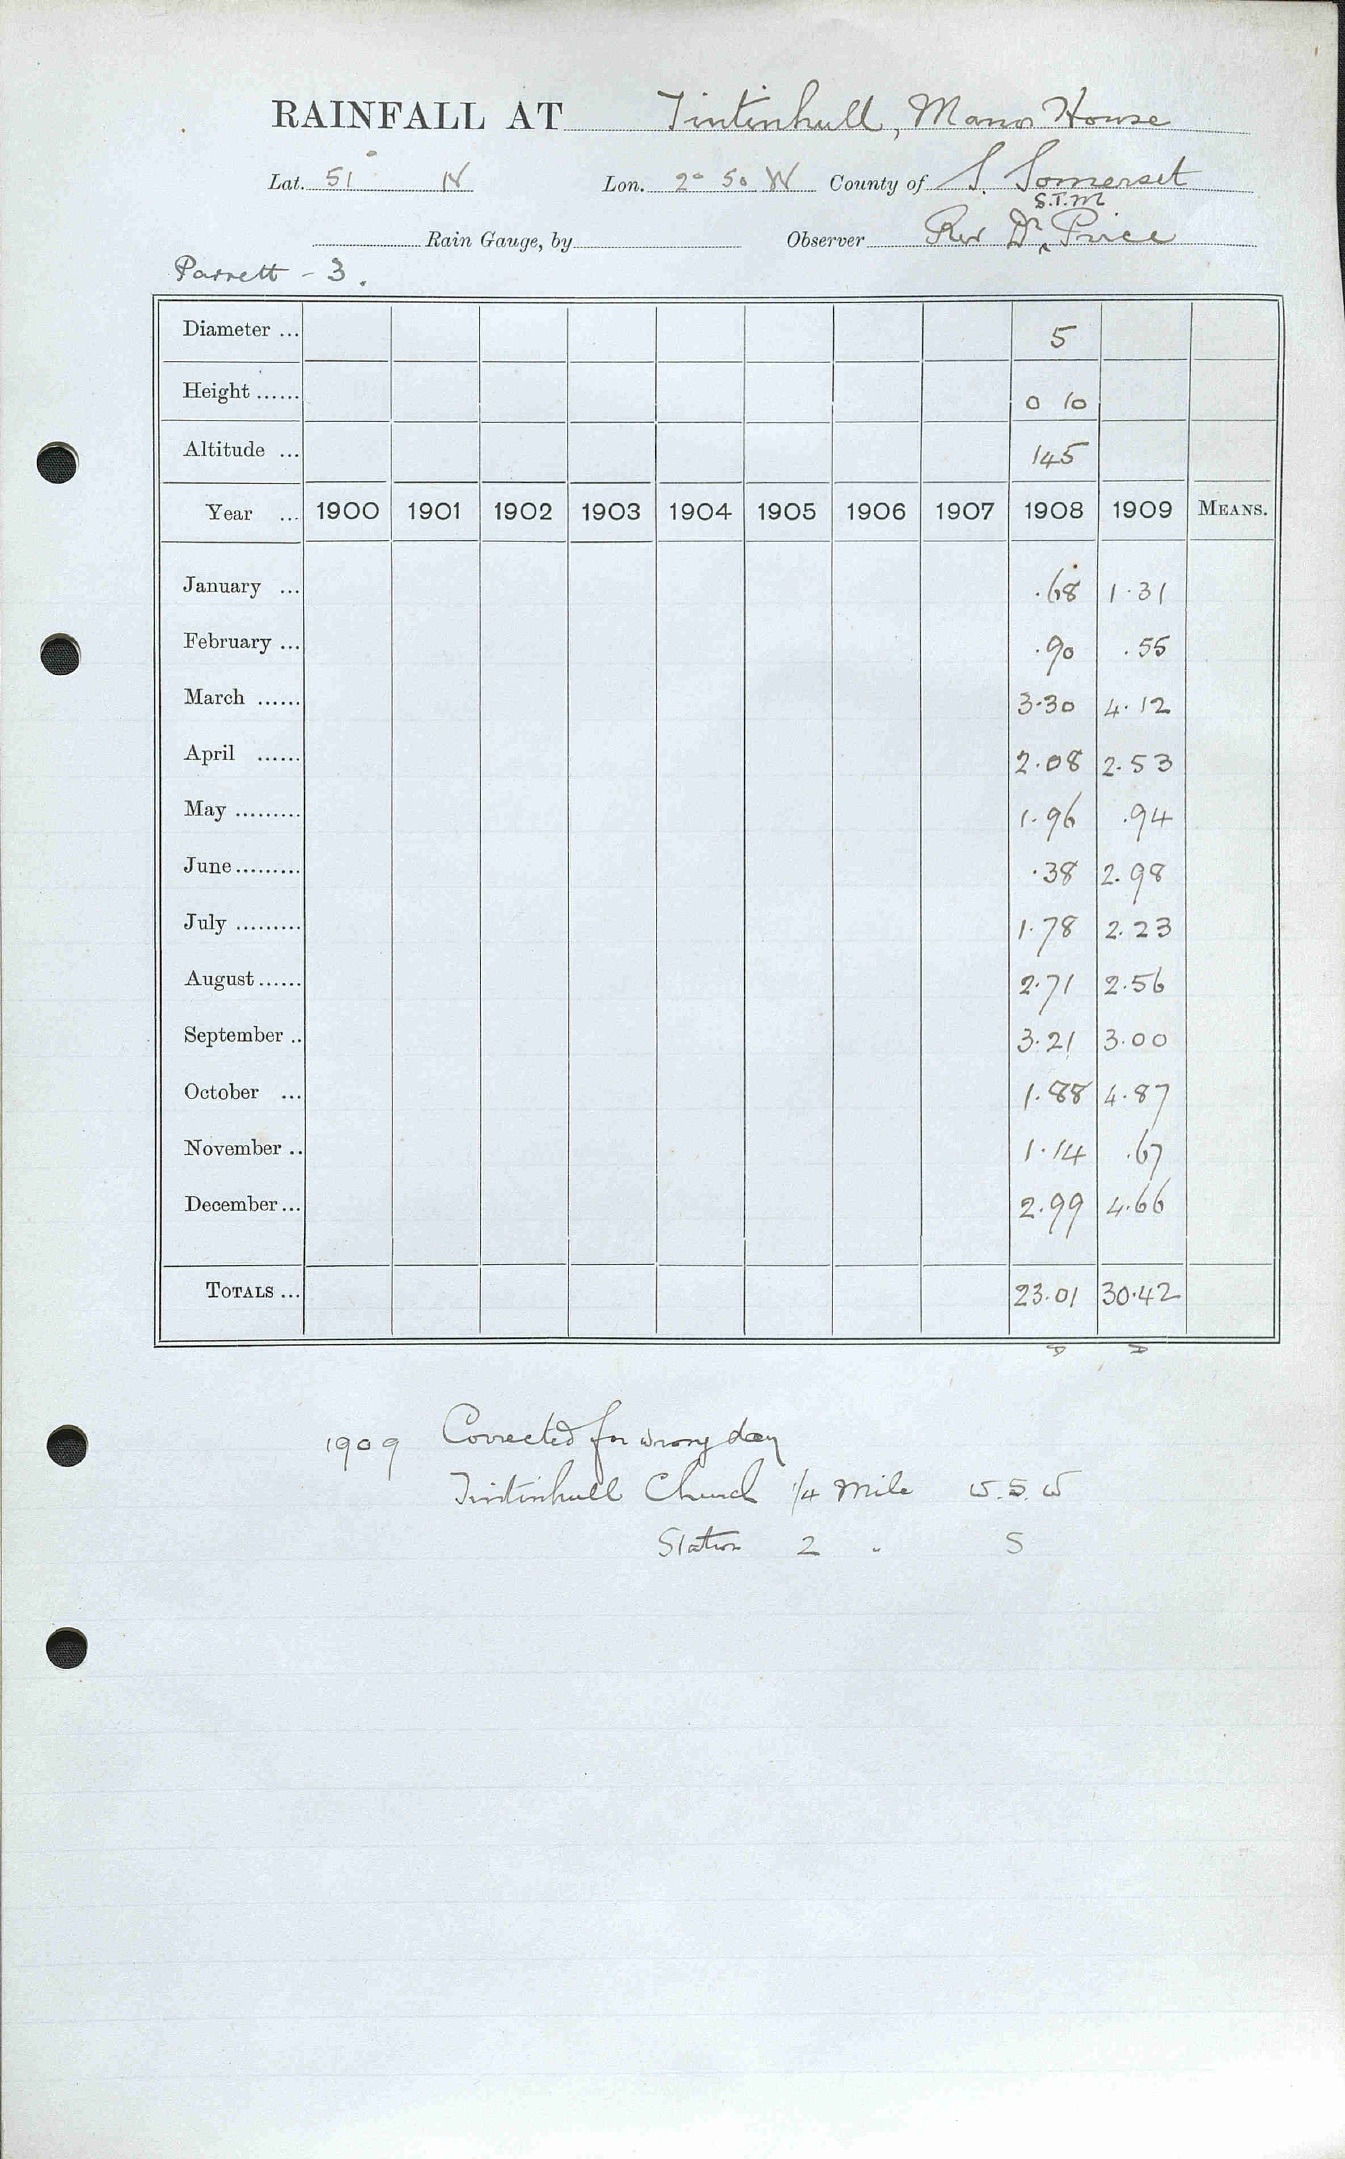 RAINFALL AT Tintinhull, Manor House
Lat. 51° N Lon. 2° 50 W County of S. Somerset
S.T.M
Rain Gauge, by Observer Rev Dr Price
Parrett - 3.
Diameter ... 5
Height ...... 0 10
Altitude ... 145
Year ... 1900 1901 1902 1903 1904 1905 1906 1907 1908 1909 MEANS.
January ... .68 1.31
February ... .90 .55
March ...... 3.30 4.12
April ...... 2.08 2.53
May ......... 1.96 .94
June ......... .38 2.98
July ......... 1.78 2.23
August ...... 2.71 2.56
September .. 3.21 3.00
October ... 1.88 4.87
November .. 1.14 .67
December ... 2.99 4.66
TOTALS ... 23.01 30.42
1909 Corrected for wrong day
Tintinhull Church 1/4 Mile W.S.W
Station 2 " S